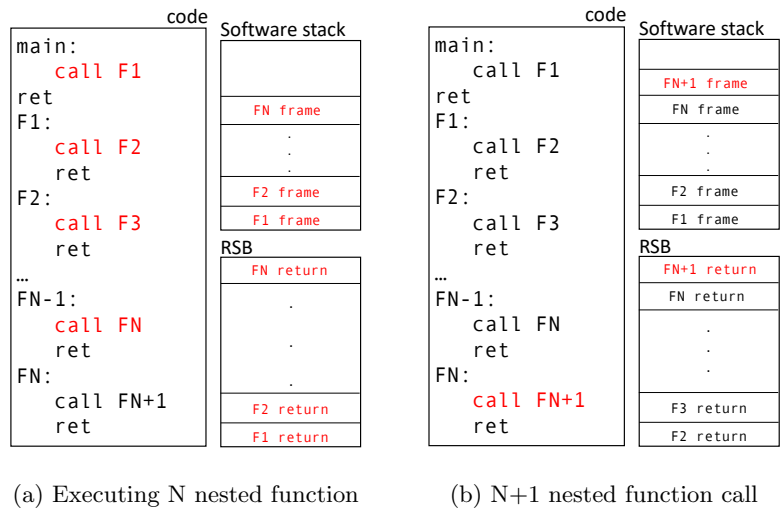 code
main:
call F1
ret
F1:
call F2
ret
F2:
call F3
ret
…
FN-1:
call FN
ret
FN:
call FN+1
ret
Software stack
FN frame
.
.
.
F2 frame
F1 frame
RSB
FN return
.
.
.
F2 return
F1 return
(a) Executing N nested function
code
main:
call F1
ret
F1:
call F2
ret
F2:
call F3
ret
…
FN-1:
call FN
ret
FN:
call FN+1
ret
Software stack
FN+1 frame
FN frame
.
.
.
F2 frame
F1 frame
RSB
FN+1 return
FN return
.
.
.
F3 return
F2 return
(b) N+1 nested function call